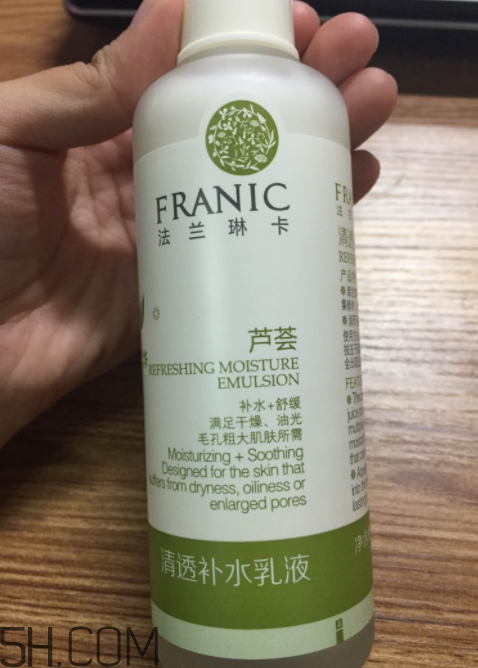 FRANIC
法兰琳卡
芦荟
REFRESHING MOISTURE
EMULSION
补水+舒缓
满足干燥、油光
毛孔粗大肌肤所需
Moisturizing + Soothing
Designed for the skin that
suffers from dryness, oiliness or
enlarged pores
清透补水乳液
5H.COM